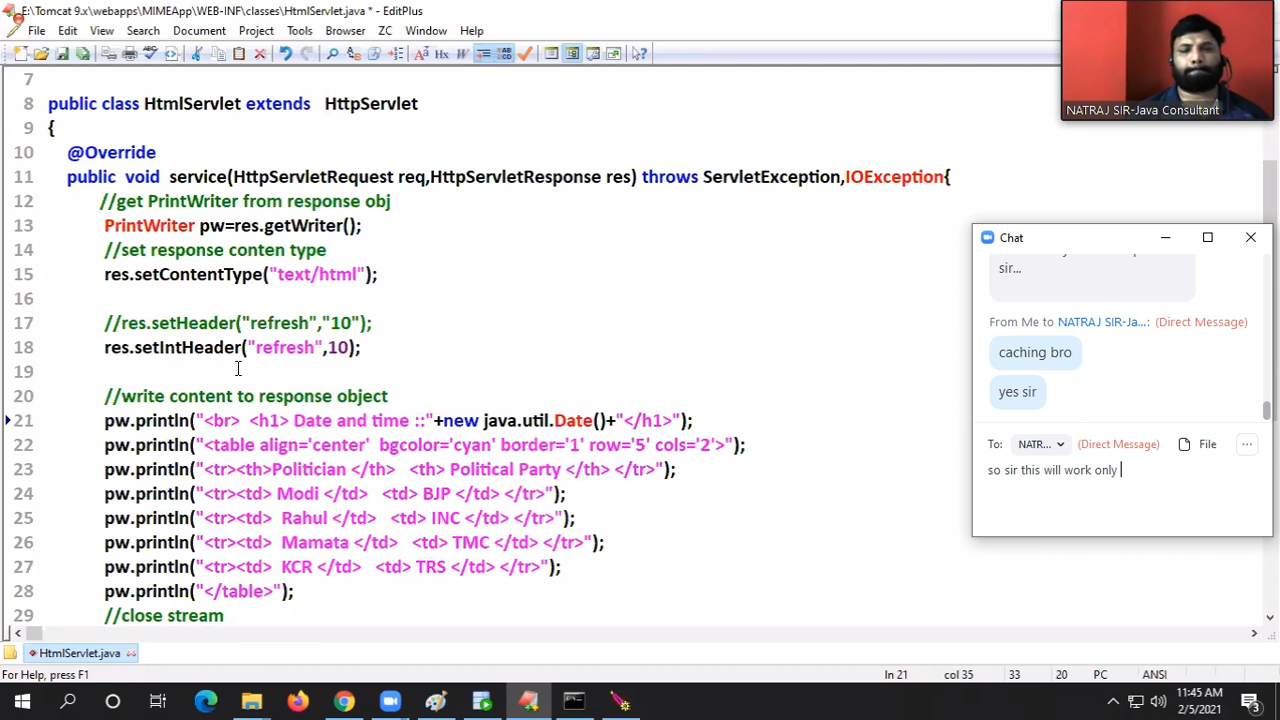 E:\Tomcat 9.x\webapps\MIMEApp\WEB-INF\classes\HtmlServlet.java * - EditPlus
File Edit View Search Document Project Tools Browser ZC Window Help
7
8 public class HtmlServlet extends HttpServlet
9 {
10 @Override
11 public void service(HttpServletRequest req,HttpServletResponse res) throws ServletException,IOException{
12 //get PrintWriter from response obj
13 PrintWriter pw=res.getWriter();
14 //set response conten type
15 res.setContentType("text/html");
16
17 //res.setHeader("refresh","10");
18 res.setIntHeader("refresh",10);
19
20 //write content to response object
21 pw.println("<br> <h1> Date and time ::"+new java.util.Date()+"</h1>");
22 pw.println("<table align='center' bgcolor='cyan' border='1' row='5' cols='2'>");
23 pw.println("<tr><th>Politician </th> <th> Political Party </th> </tr>");
24 pw.println("<tr><td> Modi </td> <td> BJP </td> </tr>");
25 pw.println("<tr><td> Rahul </td> <td> INC </td> </tr>");
26 pw.println("<tr><td> Mamata </td> <td> TMC </td> </tr>");
27 pw.println("<tr><td> KCR </td> <td> TRS </td> </tr>");
28 pw.println("</table>");
29 //close stream
NATRAJ SIR-Java Consultant
Chat
sir...
From Me to NATRAJ SIR-Ja...: (Direct Message)
caching bro
yes sir
To: NATR... (Direct Message) File ...
so sir this will work only
HtmlServlet.java
For Help, press F1 ln 21 col 35 33 20 PC ANSI
11:45 AM
2/5/2021
3